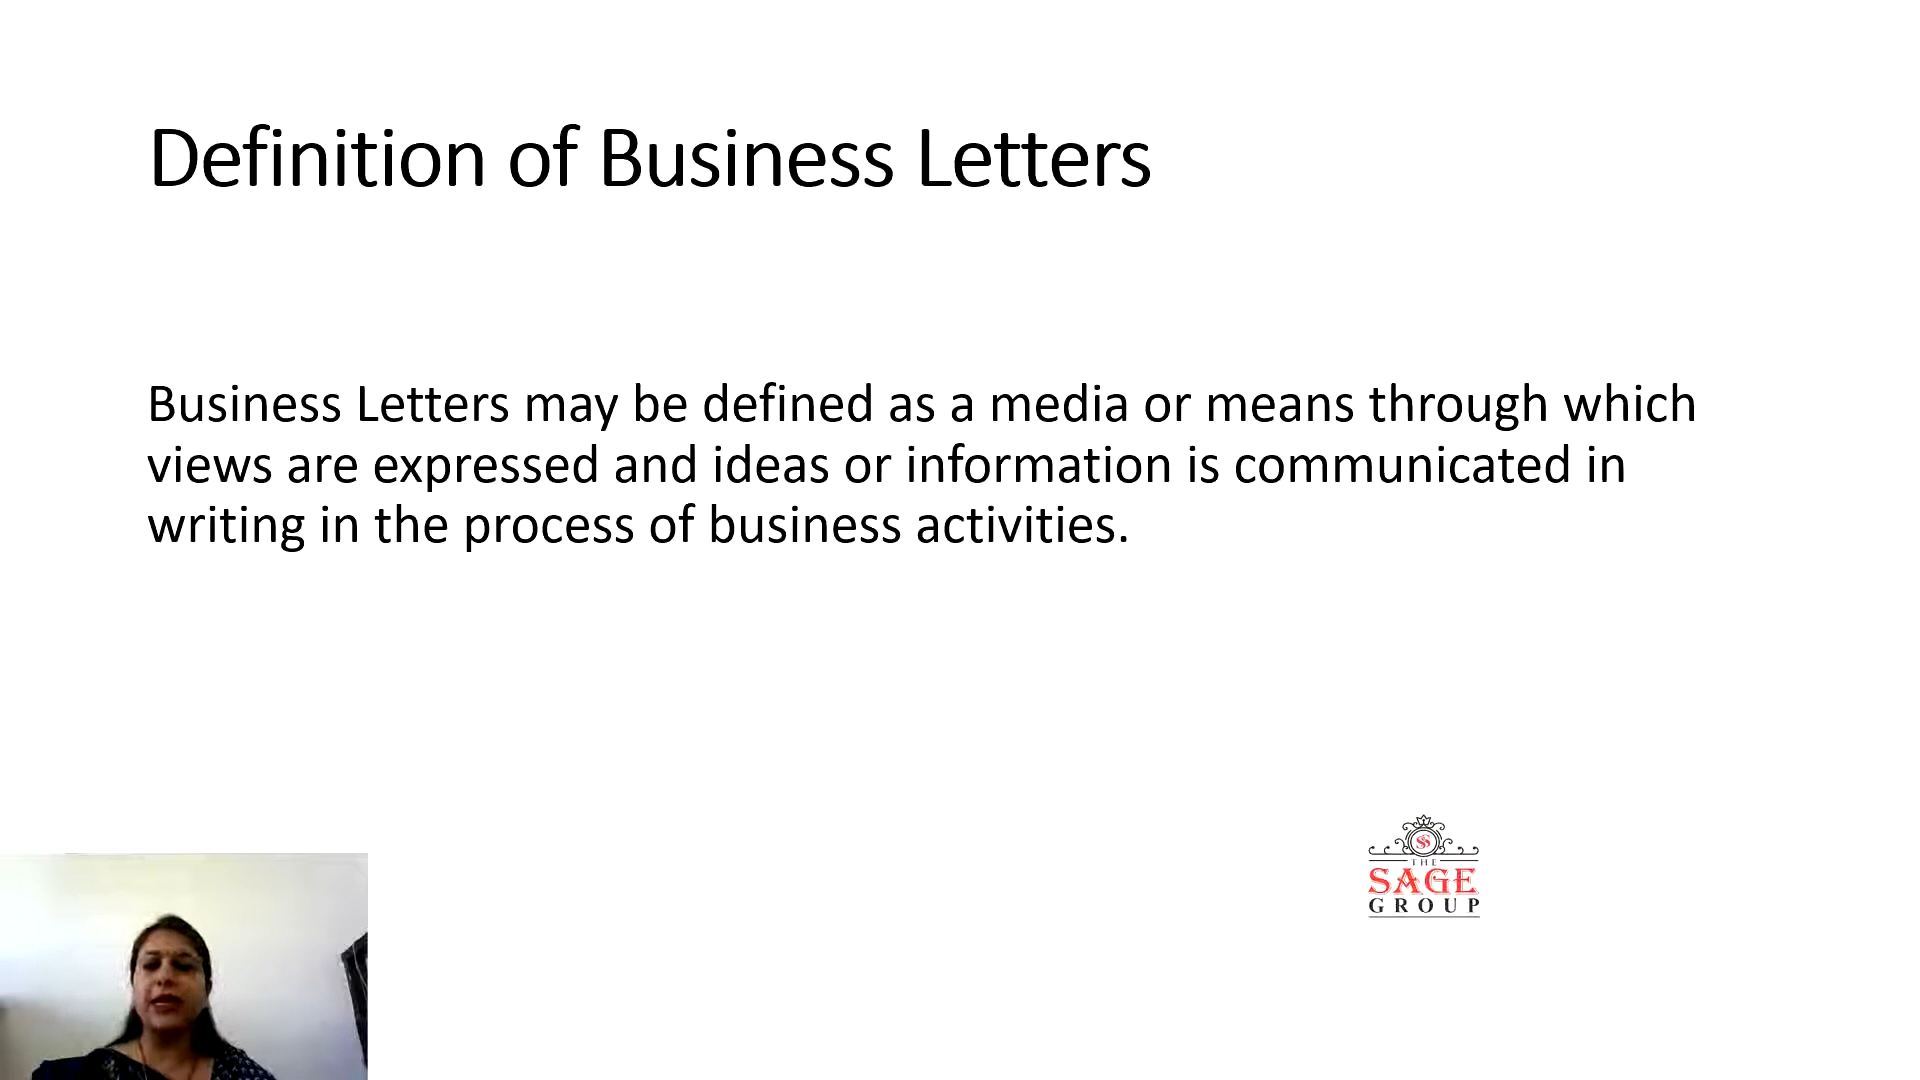 Definition of Business Letters
Business Letters may be defined as a media or means through which
views are expressed and ideas or information is communicated in
writing in the process of business activities.
THE
SAGE
GROUP